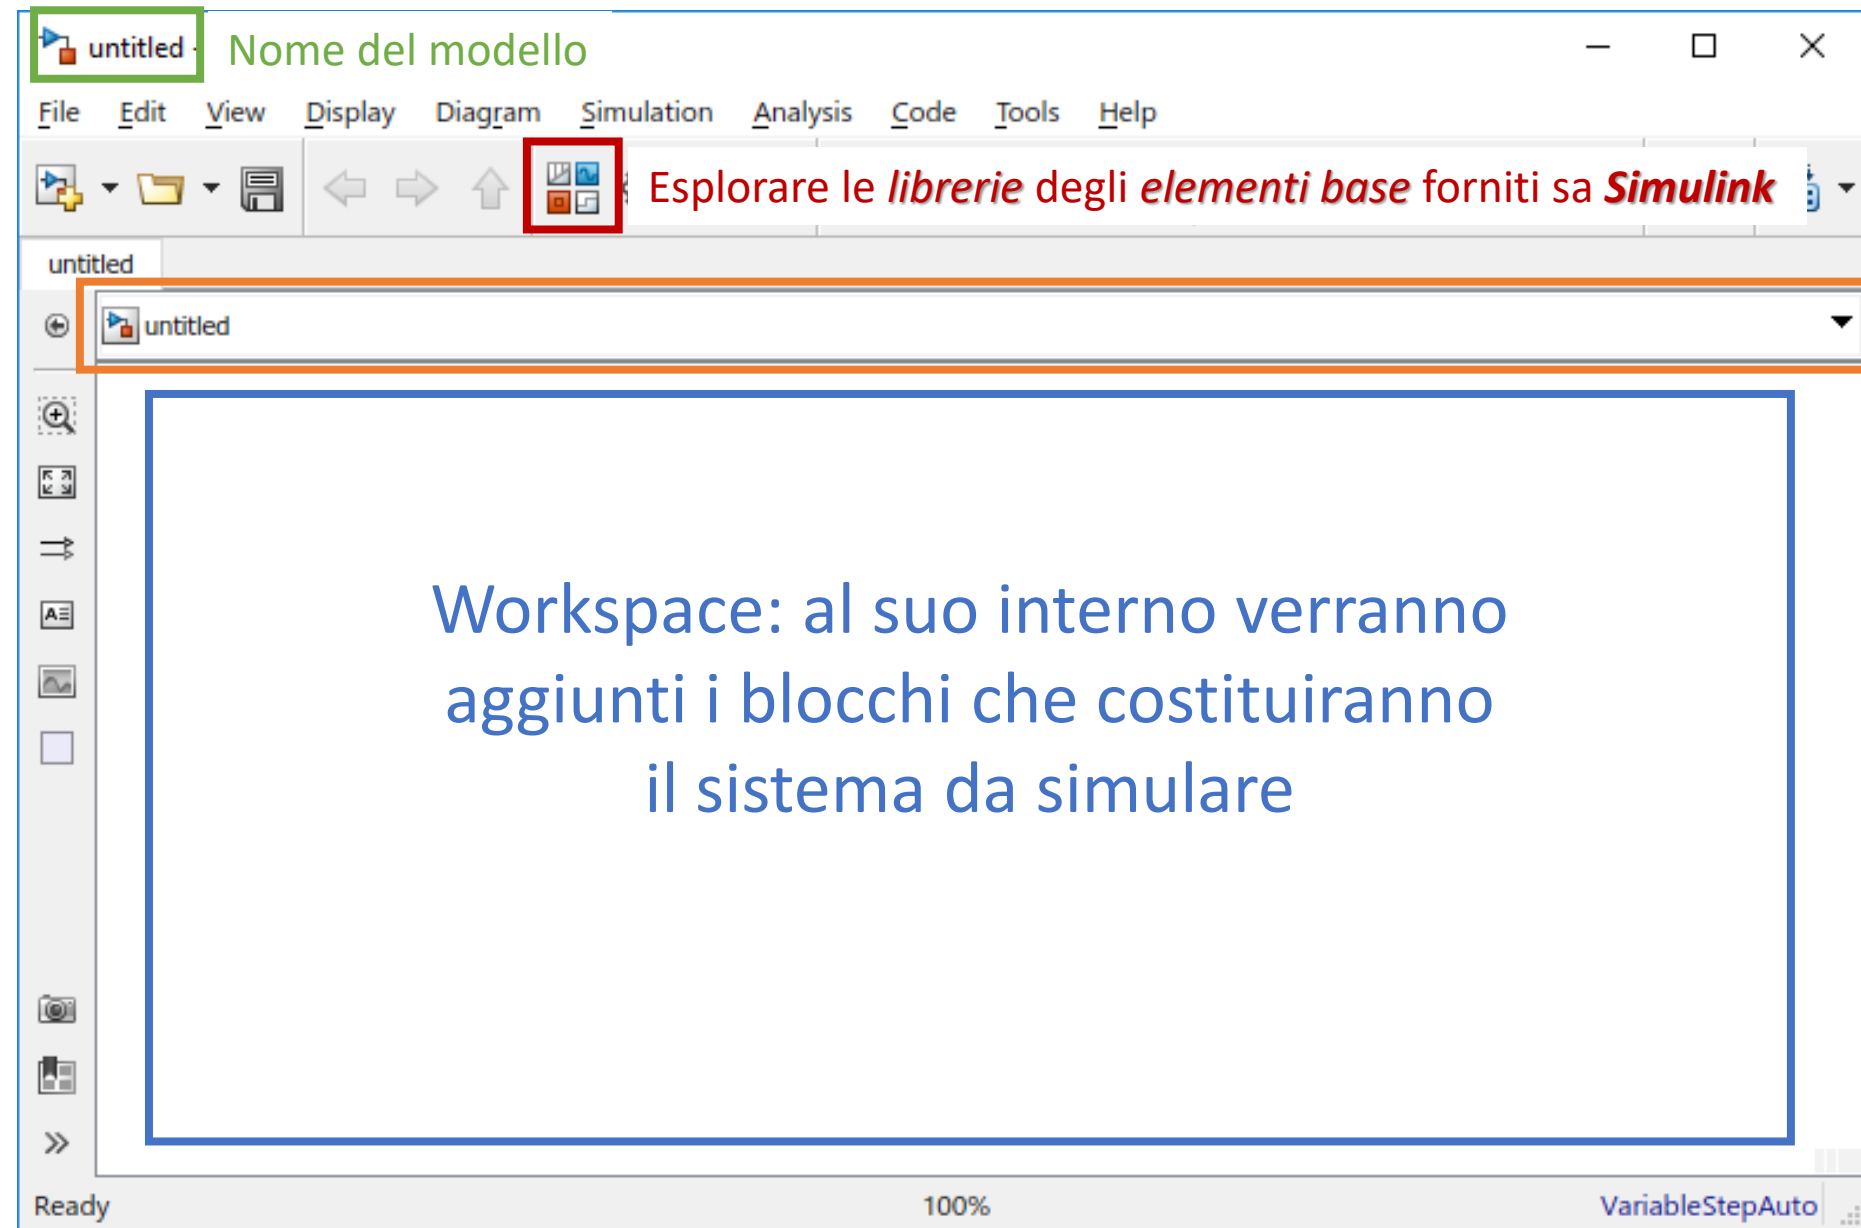 untitled - Nome del modello
File Edit View Display Diagram Simulation Analysis Code Tools Help
Esplorare le librerie degli elementi base forniti sa Simulink
untitled
untitled
Workspace: al suo interno verranno
aggiunti i blocchi che costituiranno
il sistema da simulare
Ready 100% VariableStepAuto